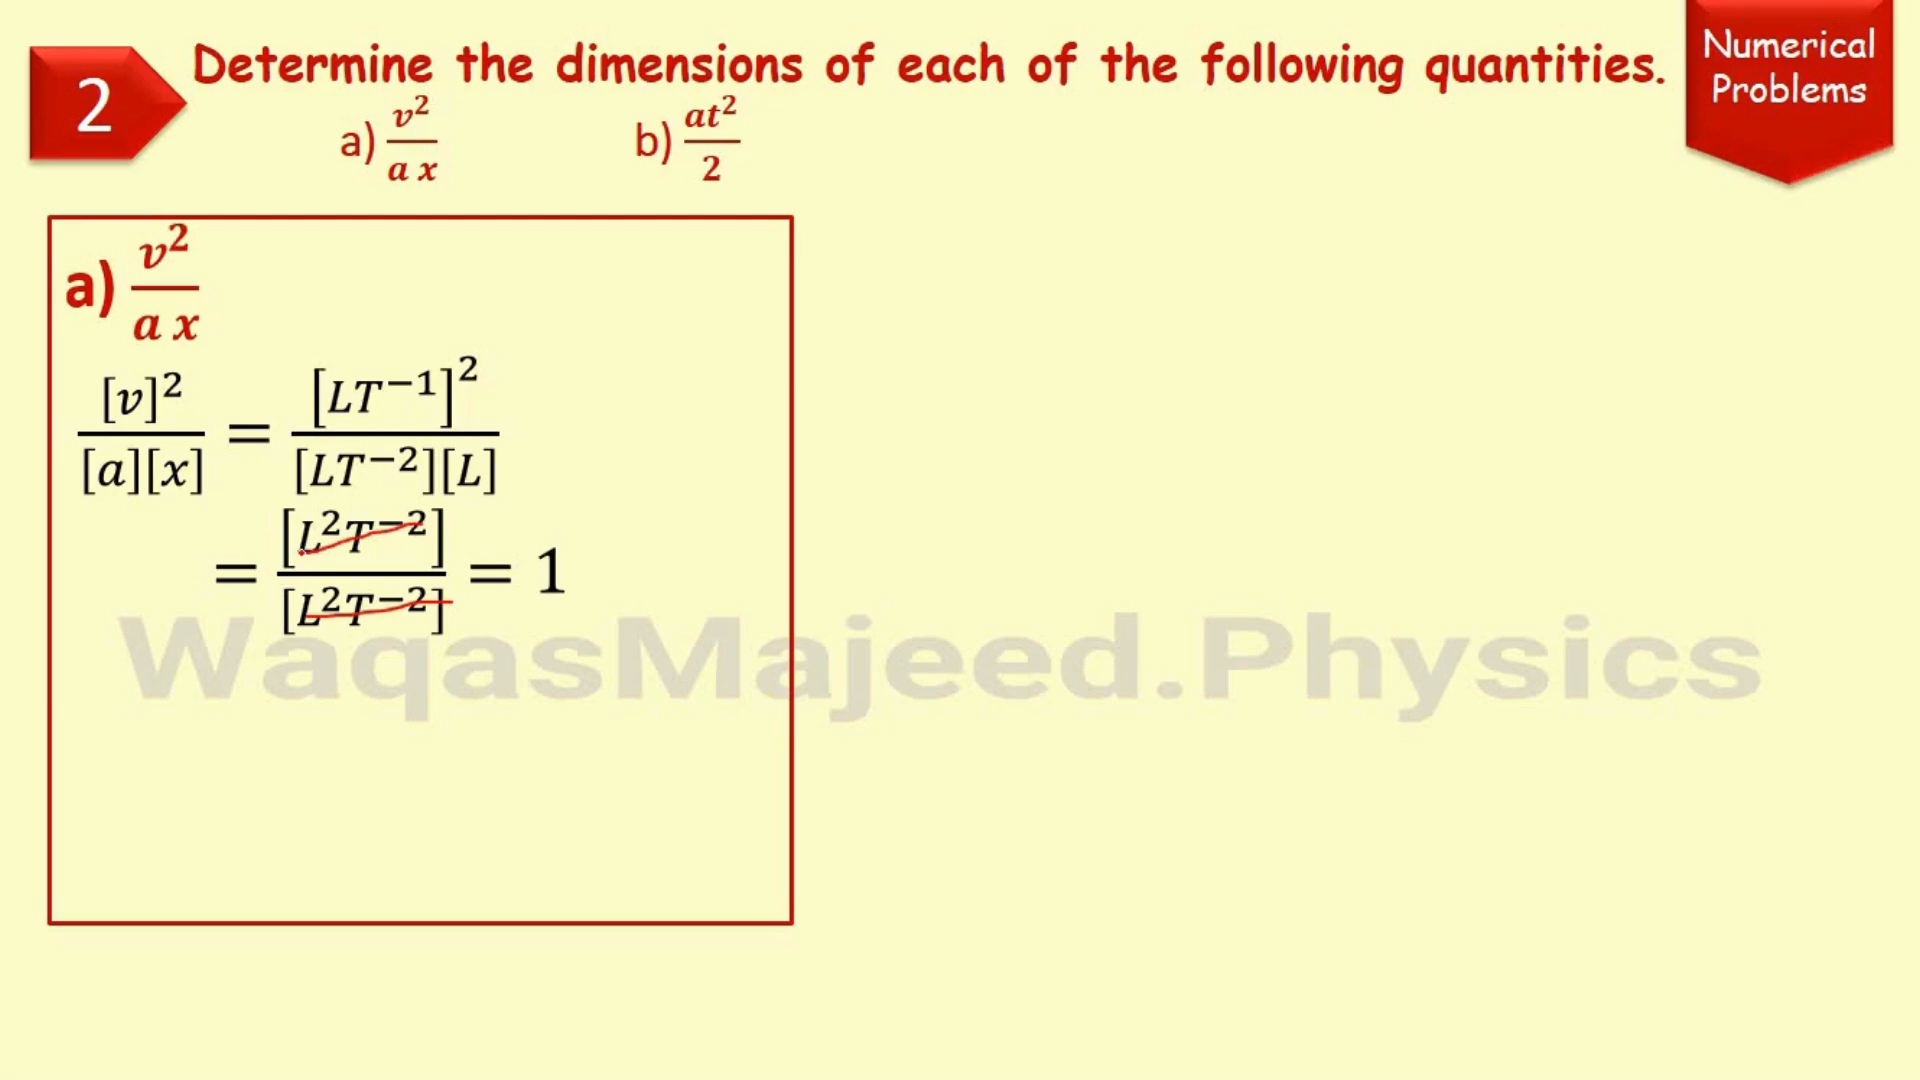 2
Determine the dimensions of each of the following quantities.
Numerical
Problems
a) v²/(a x)
b) at²/2
a) v²/(a x)
[v]²/([a][x]) = [LT⁻¹]²/([LT⁻²][L])
= [L²T⁻²]/[L²T⁻²] = 1
WaqasMajeed.Physics